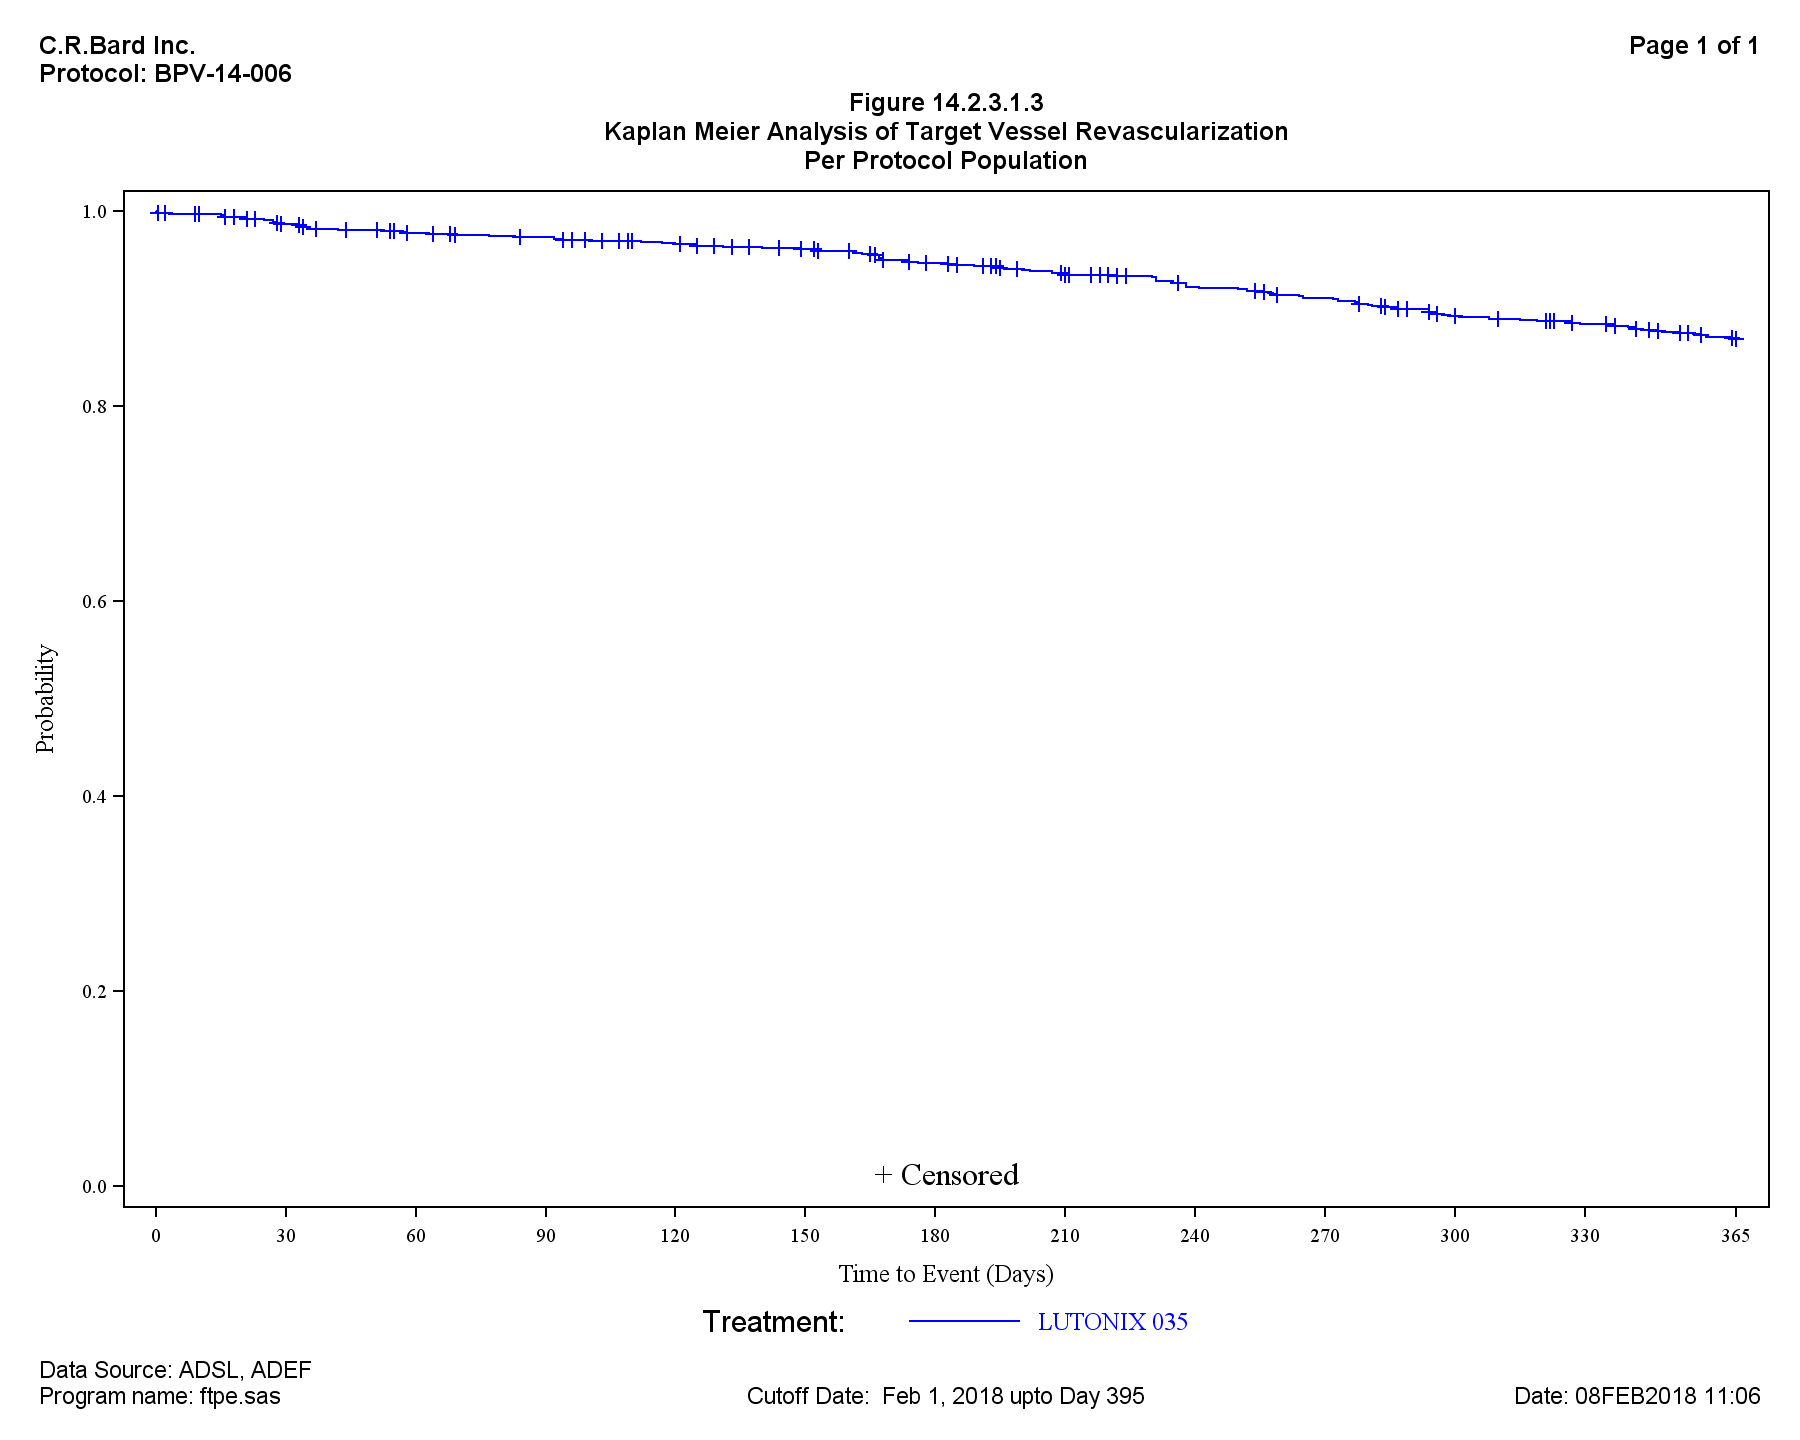 C.R.Bard Inc.
Page 1 of 1
Protocol: BPV-14-006
Figure 14.2.3.1.3
Kaplan Meier Analysis of Target Vessel Revascularization
Per Protocol Population
1.0
0.8
0.6
0.4
0.2
0.0
Probability
+ Censored
0 30 60 90 120 150 180 210 240 270 300 330 365
Time to Event (Days)
Treatment: LUTONIX 035
Data Source: ADSL, ADEF
Program name: ftpe.sas
Cutoff Date: Feb 1, 2018 upto Day 395
Date: 08FEB2018 11:06